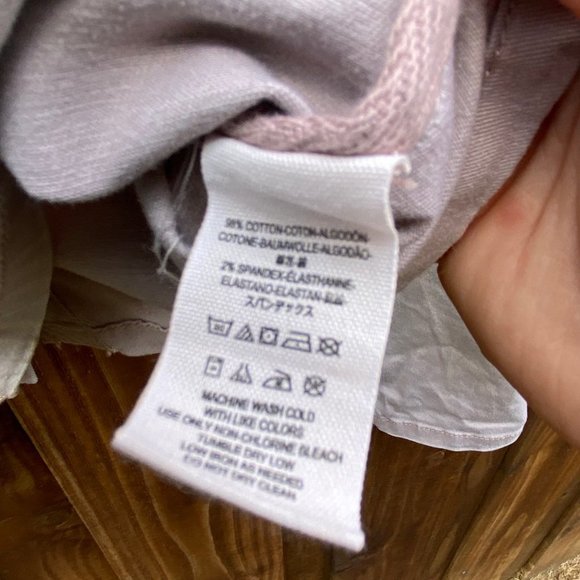 98% COTTON-COTON-ALGODÓN-
COTONE-BAUMWOLLE-ALGODÃO-
2% SPANDEX-ÉLASTHANNE-
ELASTAND-ELASTAN-
スパンデックス
MACHINE WASH COLD
WITH LIKE COLORS
USE ONLY NON-CHLORINE BLEACH
TUMBLE DRY LOW
LOW IRON AS NEEDED
DO NOT DRY CLEAN